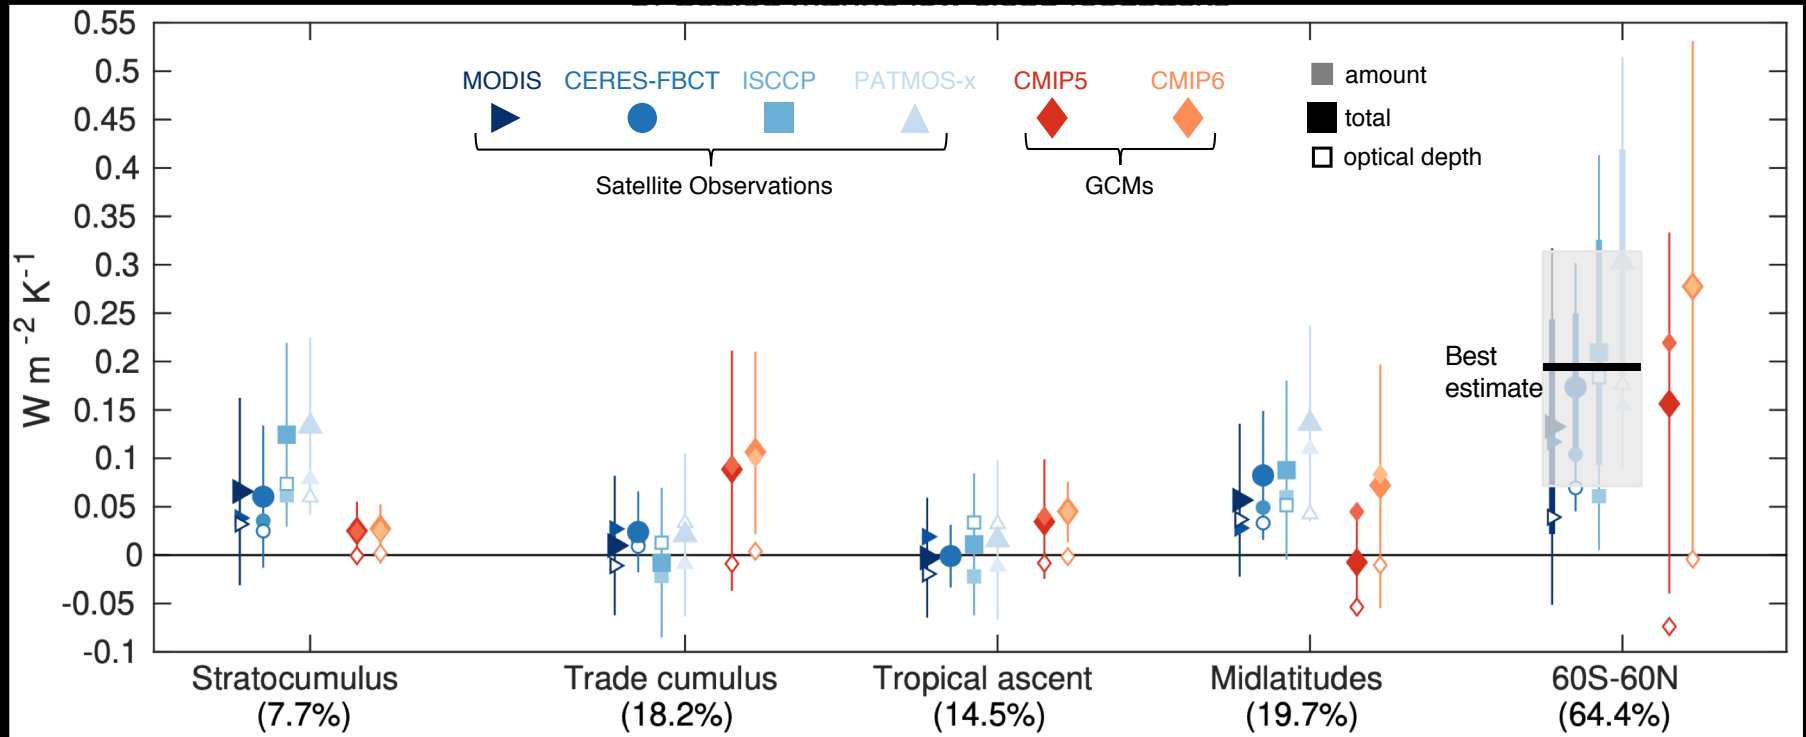 0.55
0.5
0.45
0.4
0.35
0.3
0.25
0.2
0.15
0.1
0.05
0
-0.05
-0.1
W m⁻² K⁻¹
MODIS CERES-FBCT ISCCP PATMOS-x CMIP5 CMIP6
Satellite Observations GCMs
amount
total
optical depth
Best
estimate
Stratocumulus Trade cumulus Tropical ascent Midlatitudes 60S-60N
(7.7%) (18.2%) (14.5%) (19.7%) (64.4%)